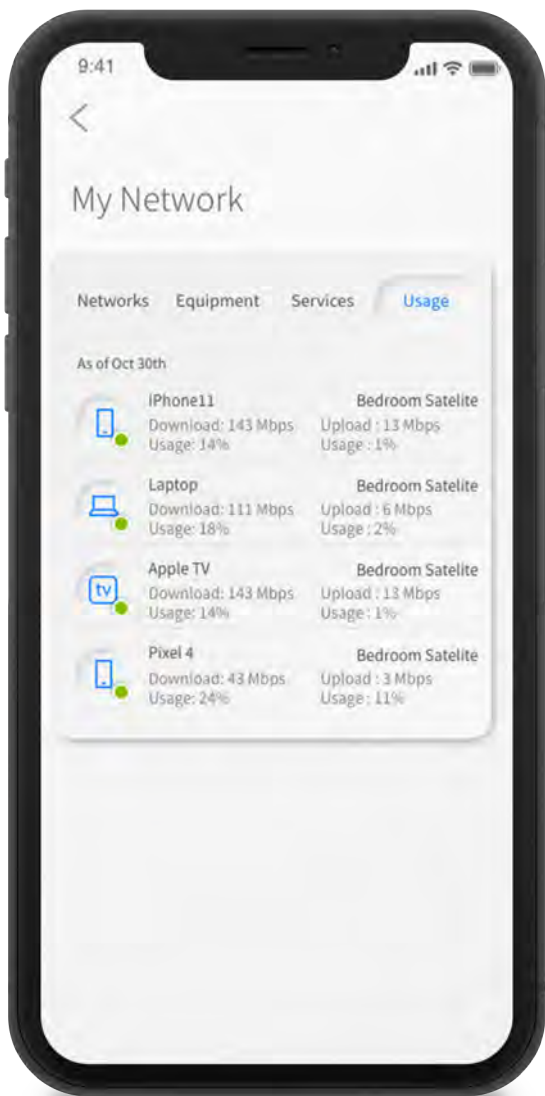 9:41
My Network
Networks Equipment Services Usage
As of Oct 30th
iPhone11 Bedroom Satelite
Download: 143 Mbps Upload : 13 Mbps
Usage: 14% Usage : 1%
Laptop Bedroom Satelite
Download: 111 Mbps Upload : 6 Mbps
Usage: 18% Usage : 2%
Apple TV Bedroom Satelite
tv
Download: 143 Mbps Upload : 13 Mbps
Usage: 14% Usage : 1%
Pixel 4 Bedroom Satelite
Download: 43 Mbps Upload : 3 Mbps
Usage: 24% Usage : 11%